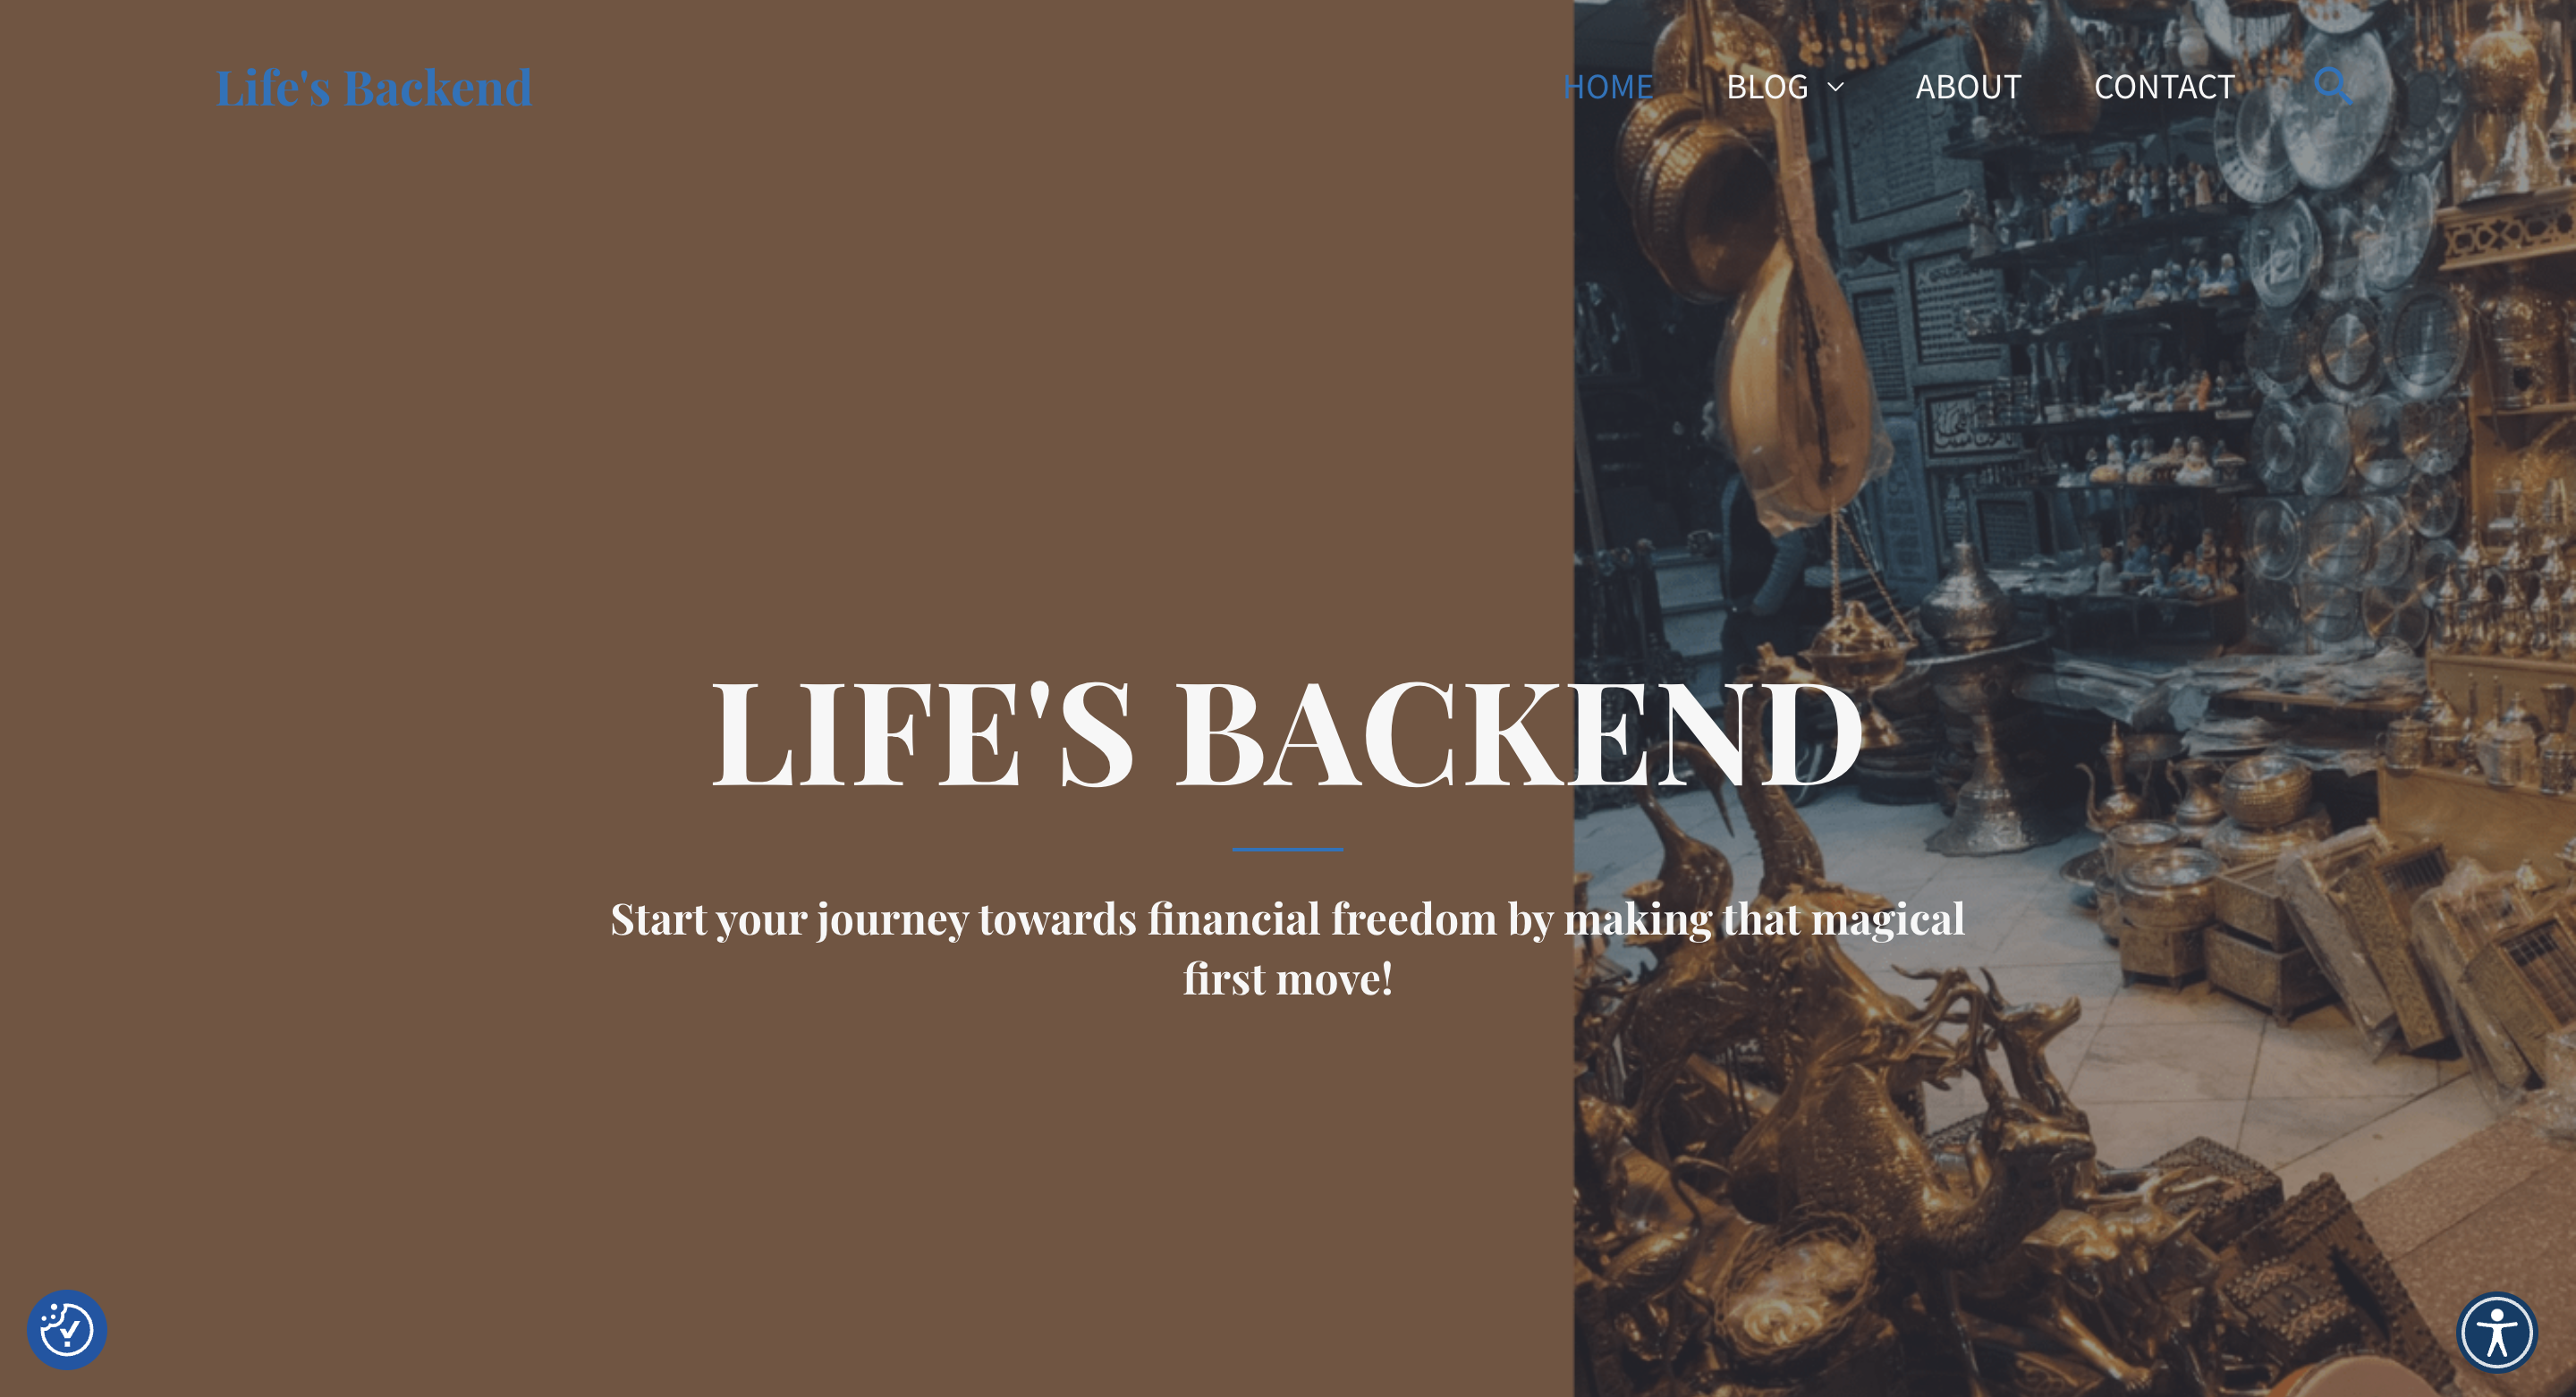 Life's Backend
HOME BLOG ABOUT CONTACT
LIFE'S BACKEND
Start your journey towards financial freedom by making that magical
first move!